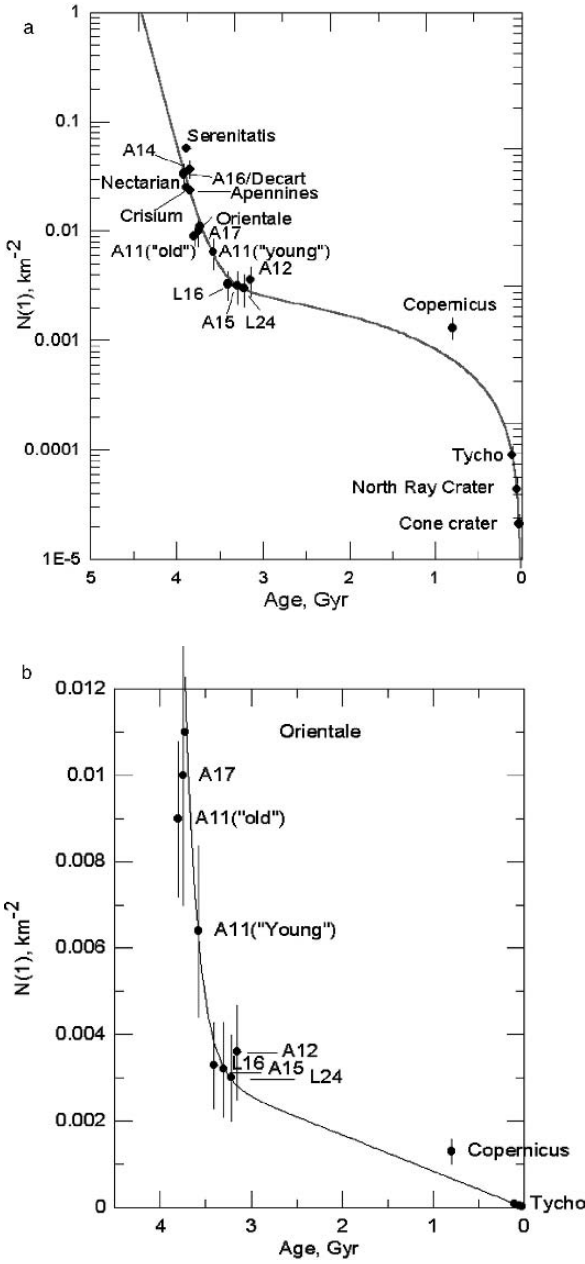 a
1
0.1
0.01
0.001
0.0001
1E-5
N(1), km-2
Serenitatis
A14
A16/Decart
Nectarian
Apennines
Crisium
Orientale
A17
A11("old")
A11("young")
A12
L16
A15
L24
Copernicus
Tycho
North Ray Crater
Cone crater
5 4 3 2 1 0
Age, Gyr
b
0.012
0.01
0.008
0.006
0.004
0.002
0
N(1), km-2
Orientale
A17
A11("old")
A11("Young")
A12
L16
A15
L24
Copernicus
Tycho
4 3 2 1 0
Age, Gyr